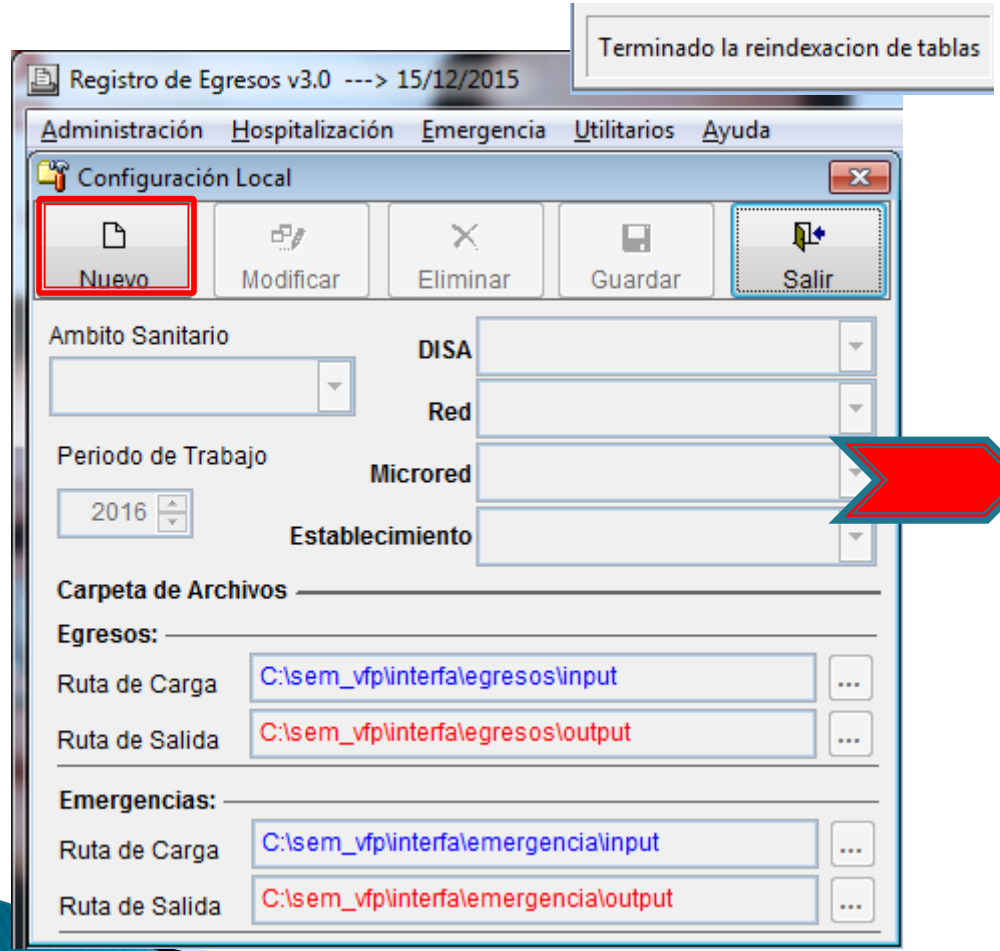 Terminado la reindexacion de tablas
Registro de Egresos v3.0 ---> 15/12/2015
Administración Hospitalización Emergencia Utilitarios Ayuda
Configuración Local
Nuevo Modificar Eliminar Guardar Salir
Ambito Sanitario
DISA
Red
Periodo de Trabajo
Microred
2016
Establecimiento
Carpeta de Archivos
Egresos:
Ruta de Carga C:\sem_vfp\interfa\egresos\input ...
Ruta de Salida C:\sem_vfp\interfa\egresos\output ...
Emergencias:
Ruta de Carga C:\sem_vfp\interfa\emergencia\input ...
Ruta de Salida C:\sem_vfp\interfa\emergencia\output ...